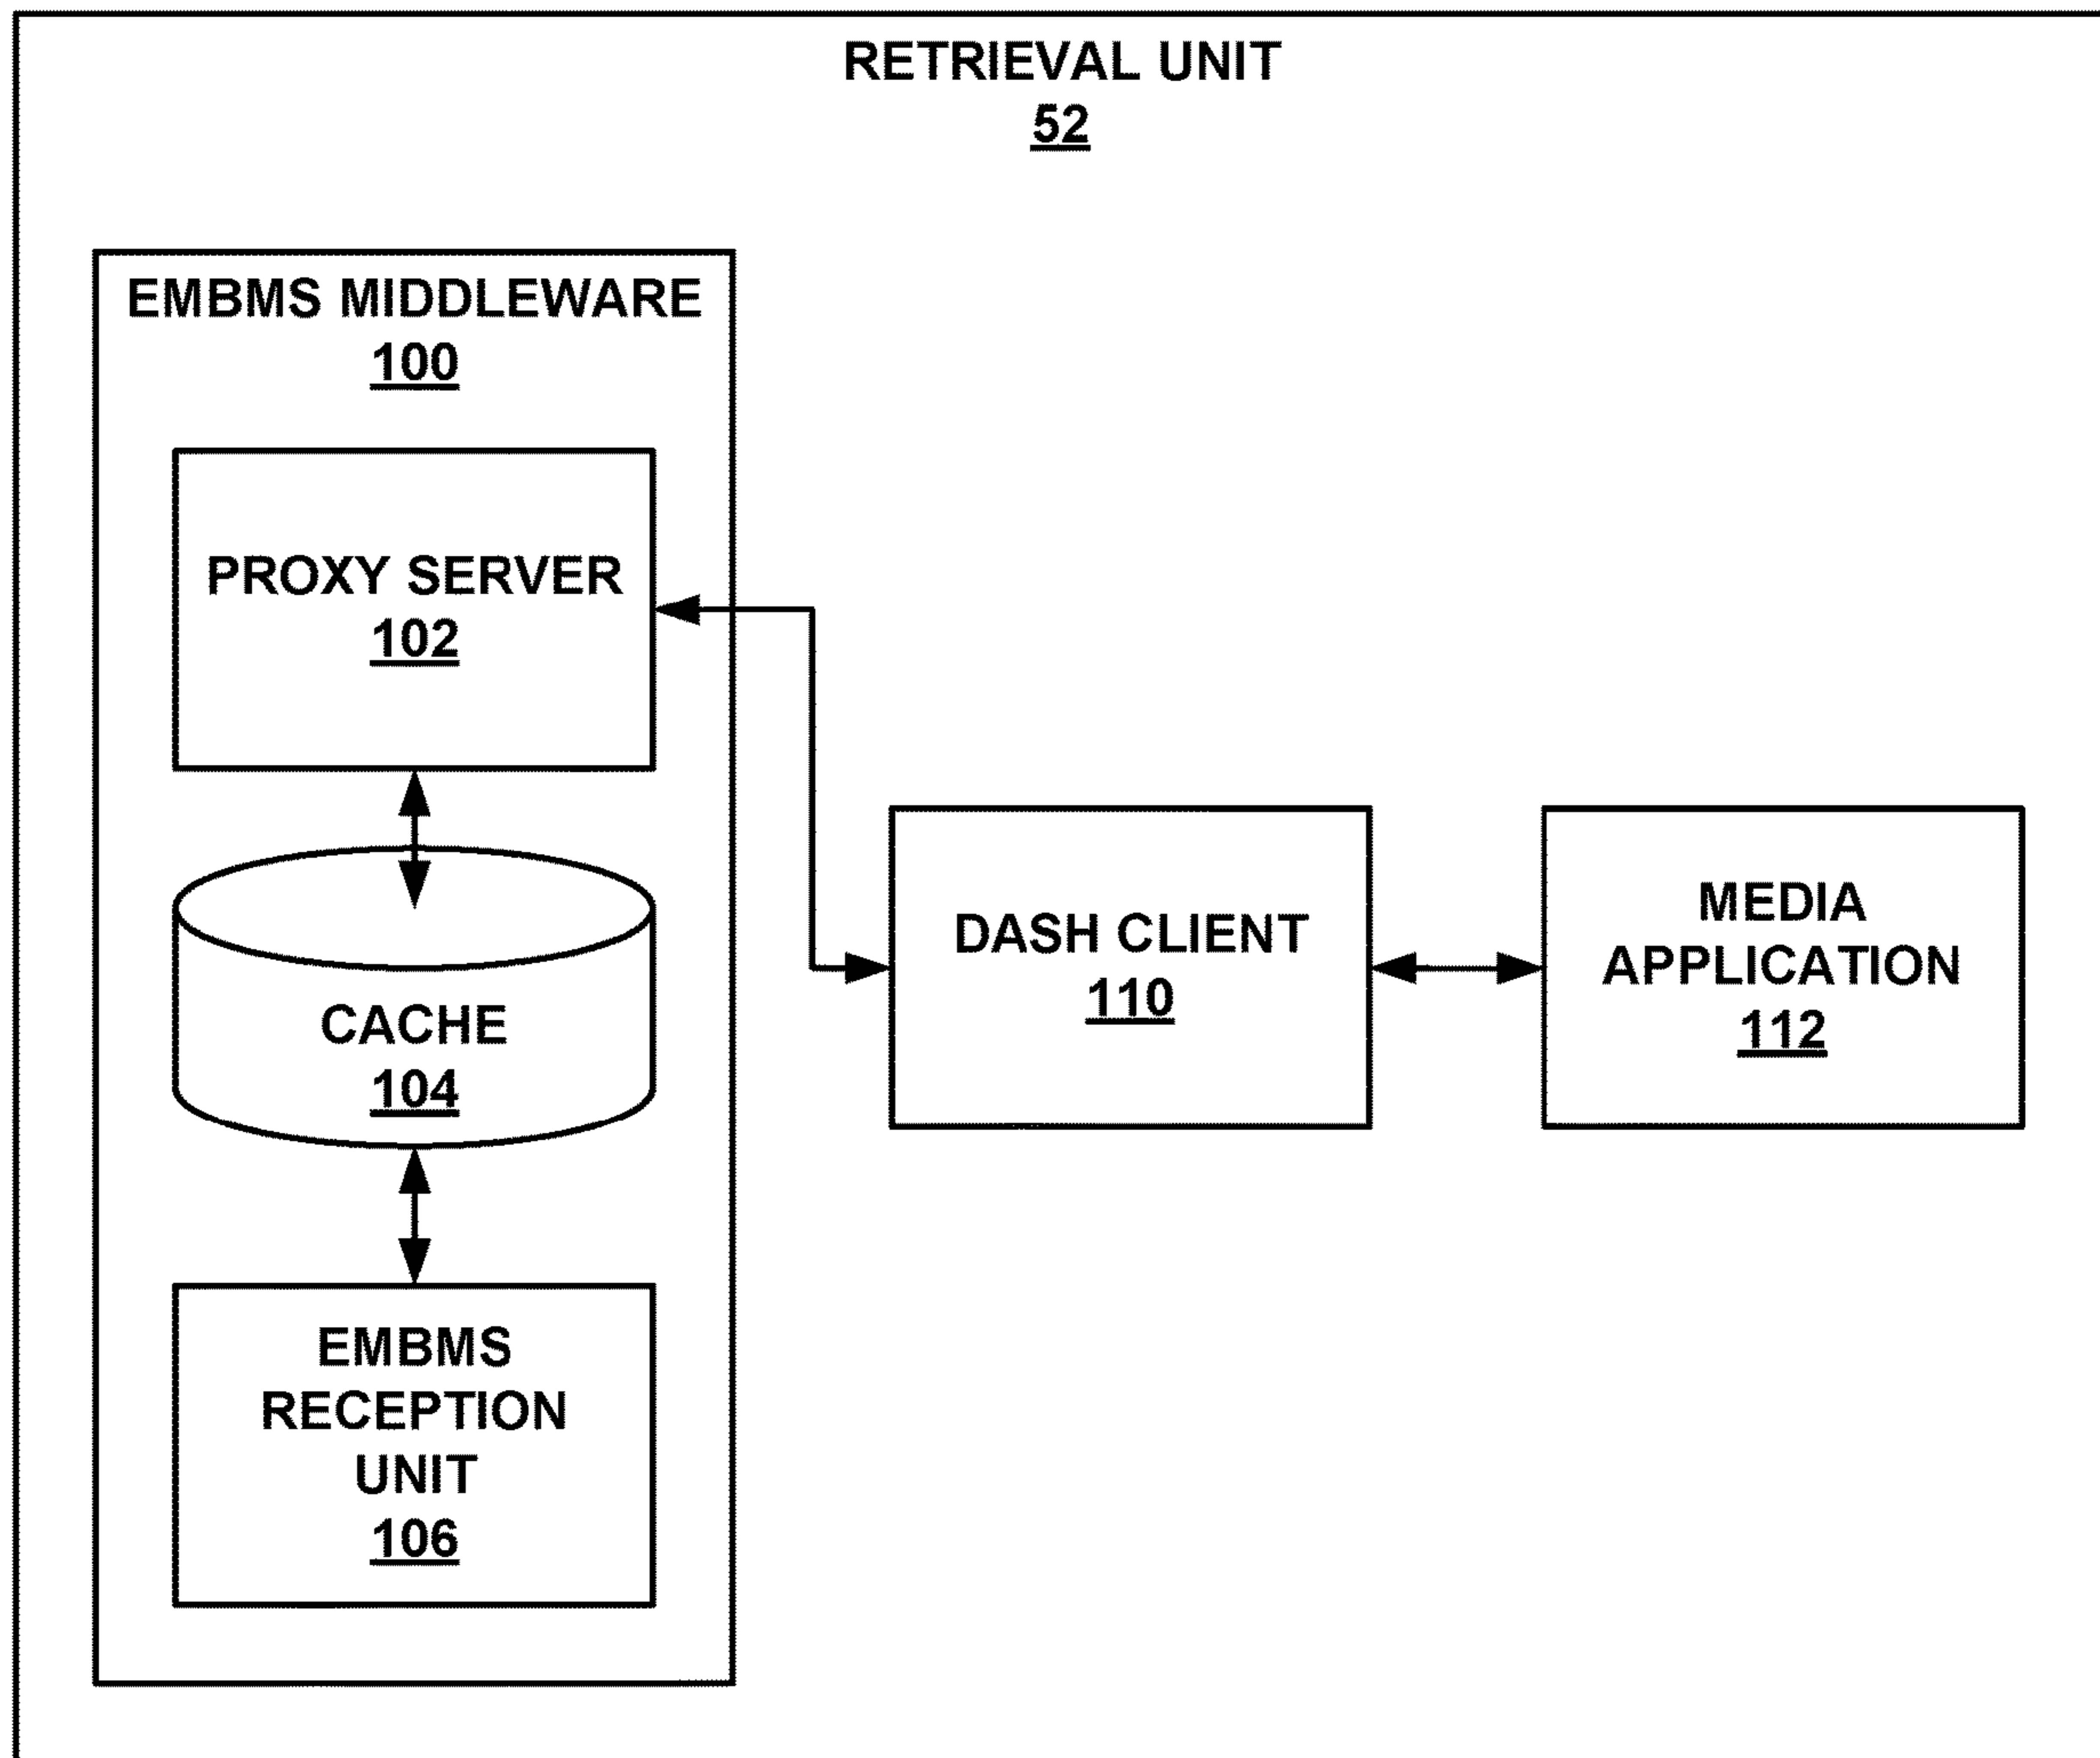 RETRIEVAL UNIT
52
EMBMS MIDDLEWARE
100
PROXY SERVER
102
CACHE
104
EMBMS
RECEPTION
UNIT
106
DASH CLIENT
110
MEDIA
APPLICATION
112